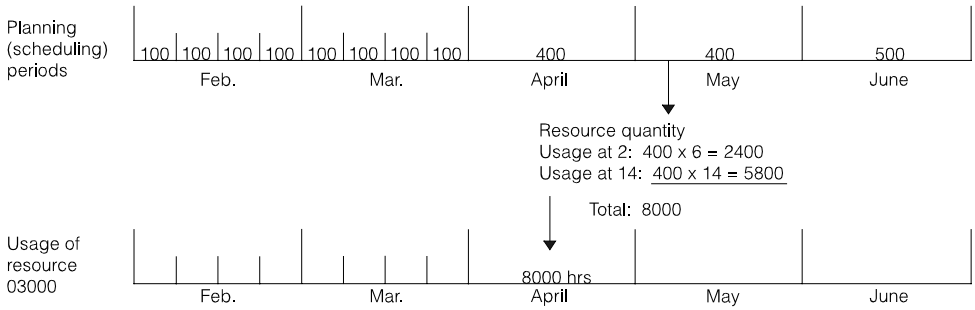 Planning
(scheduling)
periods
100 100 100 100 100 100 100 100 400 400 500
Feb. Mar. April May June
Resource quantity
Usage at 2: 400 x 6 = 2400
Usage at 14: 400 x 14 = 5800
Total: 8000
Usage of
resource
03000
8000 hrs
Feb. Mar. April May June